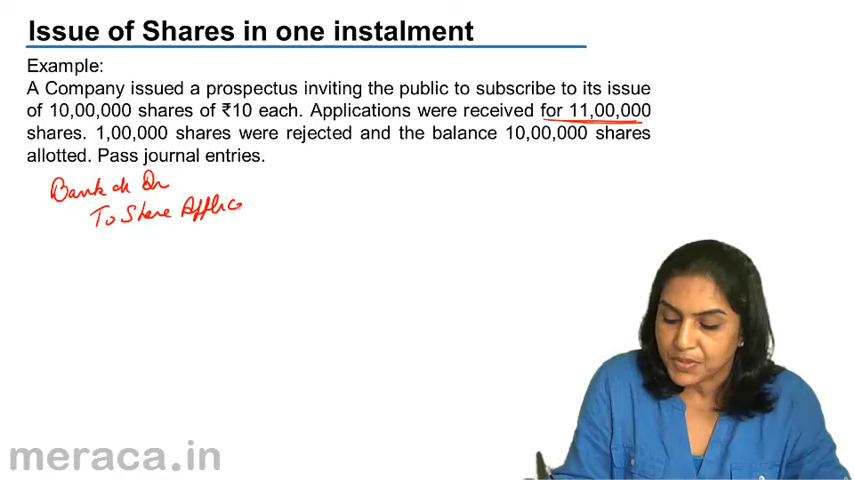 Issue of Shares in one instalment
Example:
A Company issued a prospectus inviting the public to subscribe to its issue
of 10,00,000 shares of ₹10 each. Applications were received for 11,00,000
shares. 1,00,000 shares were rejected and the balance 10,00,000 shares
allotted. Pass journal entries.
Bank a/c Dr
To Share Applica
meraca.in